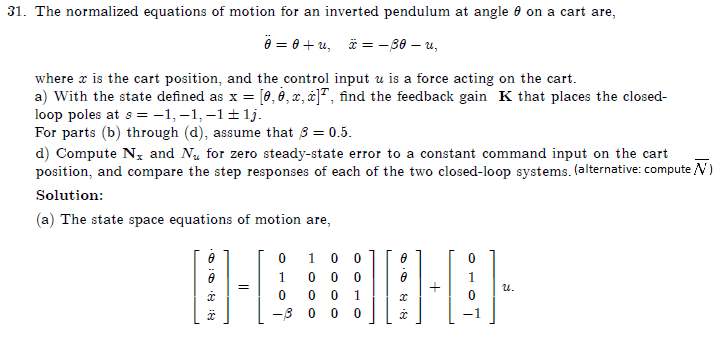 31. The normalized equations of motion for an inverted pendulum at angle θ on a cart are,
θ̈ = θ + u, ẍ = −βθ − u,
where x is the cart position, and the control input u is a force acting on the cart.
a) With the state defined as x = [θ, θ̇, x, ẋ]ᵀ, find the feedback gain K that places the closed-
loop poles at s = −1, −1, −1 ± 1j.
For parts (b) through (d), assume that β = 0.5.
d) Compute Nₓ and Nᵤ for zero steady-state error to a constant command input on the cart
position, and compare the step responses of each of the two closed-loop systems. (alternative: compute N̅)
Solution:
(a) The state space equations of motion are,
[θ̇ θ̈ ẋ ẍ] = [0 1 0 0; 1 0 0 0; 0 0 0 1; −β 0 0 0] [θ θ̇ x ẋ] + [0 1 0 −1] u.